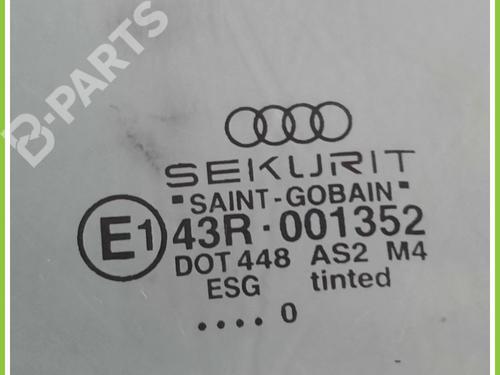 B-PARTS
SEKURIT
"SAINT-GOBAIN"
E1 43R-001352
DOT 448 AS2 M4
ESG tinted
.... 0